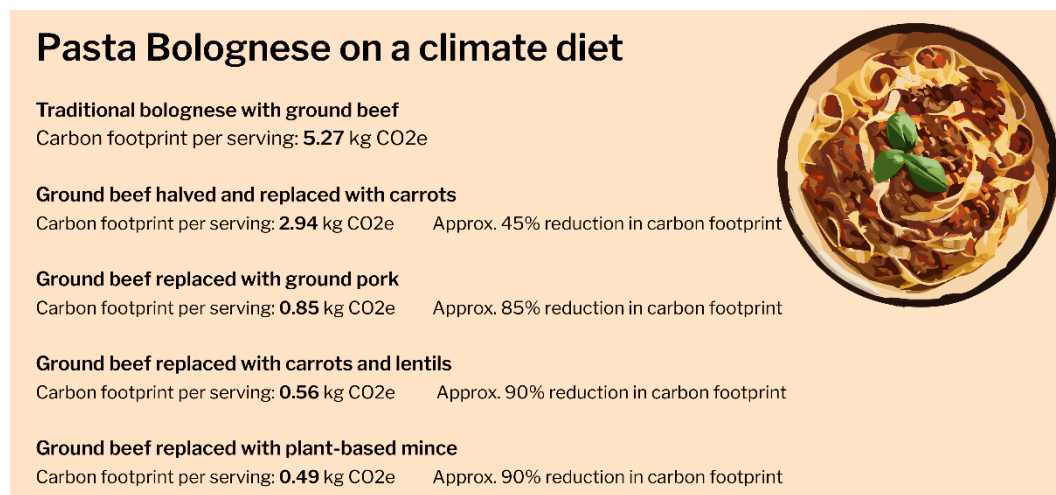 Pasta Bolognese on a climate diet
Traditional bolognese with ground beef
Carbon footprint per serving: 5.27 kg CO2e
Ground beef halved and replaced with carrots
Carbon footprint per serving: 2.94 kg CO2e Approx. 45% reduction in carbon footprint
Ground beef replaced with ground pork
Carbon footprint per serving: 0.85 kg CO2e Approx. 85% reduction in carbon footprint
Ground beef replaced with carrots and lentils
Carbon footprint per serving: 0.56 kg CO2e Approx. 90% reduction in carbon footprint
Ground beef replaced with plant-based mince
Carbon footprint per serving: 0.49 kg CO2e Approx. 90% reduction in carbon footprint